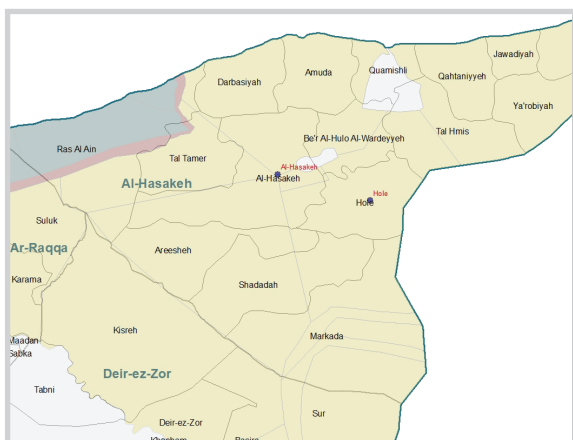 Jawadiyah
Amuda
Qamishli
Qahtaniyyeh
Darbasiyah
Ya'robiyah
Tal Hmis
Be'r Al-Hulo Al-Wardeyyeh
Ras Al Ain
Tal Tamer
Al-Hasakeh
Al-Hasakeh
Al-Hasakeh
Hole
Hole
Suluk
Ar-Raqqa
Areesheh
Karama
Shadadah
Kisreh
Markada
Maadan
Sabka
Deir-ez-Zor
Tabni
Sur
Deir-ez-Zor